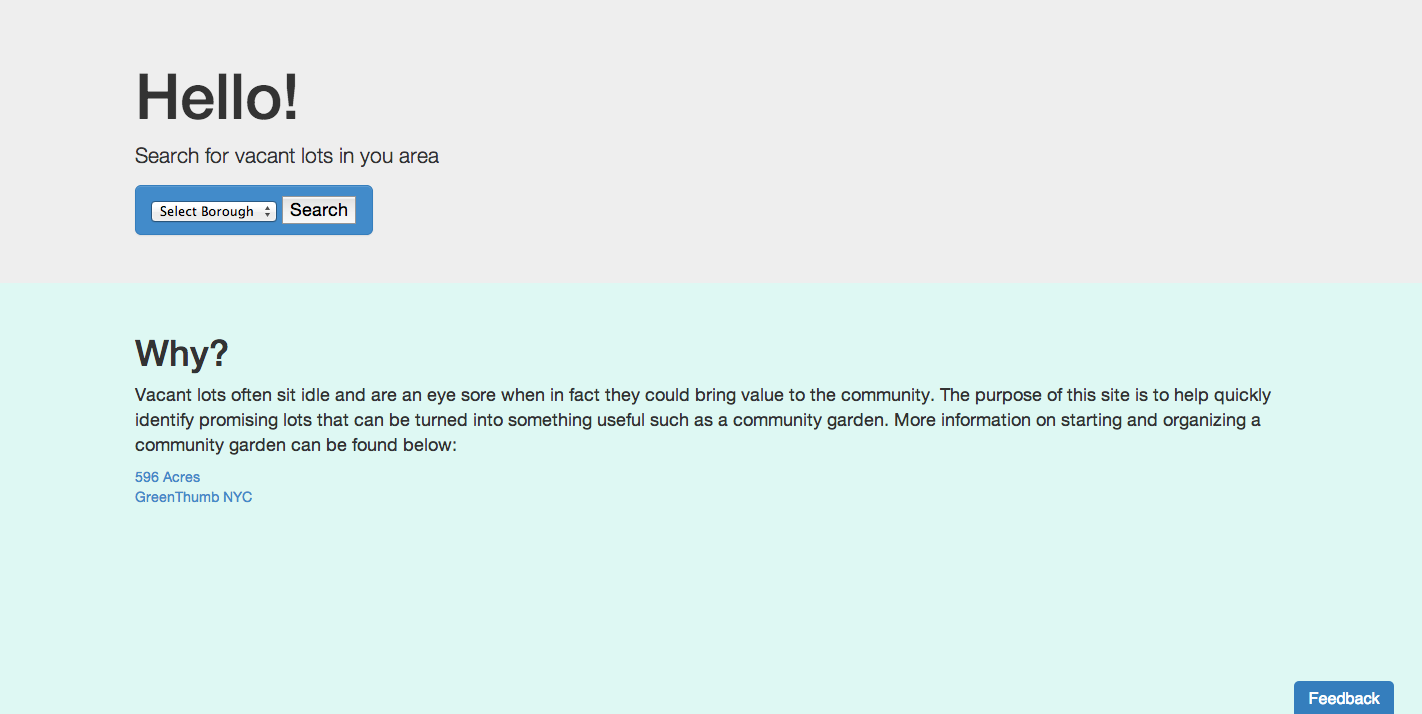 Hello!
Search for vacant lots in you area
Select Borough Search
Why?
Vacant lots often sit idle and are an eye sore when in fact they could bring value to the community. The purpose of this site is to help quickly
identify promising lots that can be turned into something useful such as a community garden. More information on starting and organizing a
community garden can be found below:
596 Acres
GreenThumb NYC
Feedback